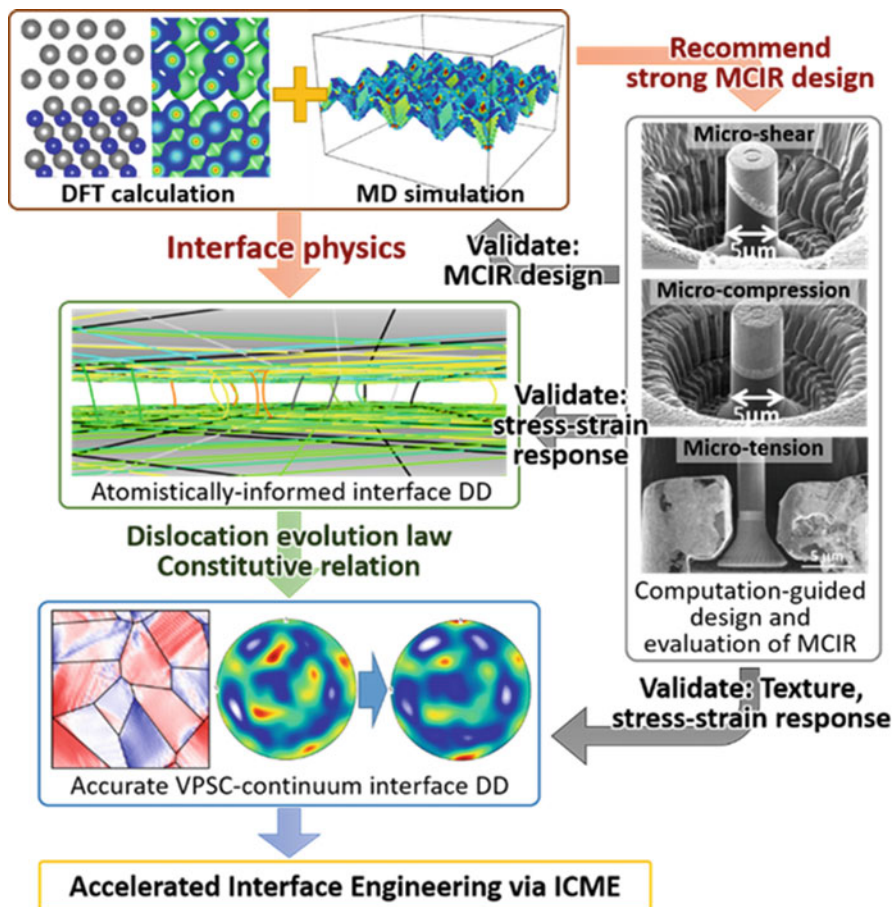 DFT calculation
MD simulation
Recommend
strong MCIR design
Interface physics
Validate:
MCIR design
Micro-shear
5μm
Micro-compression
5μm
Micro-tension
5 μm
Computation-guided
design and
evaluation of MCIR
Validate:
stress-strain
response
Atomistically-informed interface DD
Dislocation evolution law
Constitutive relation
Validate: Texture,
stress-strain response
Accurate VPSC-continuum interface DD
Accelerated Interface Engineering via ICME